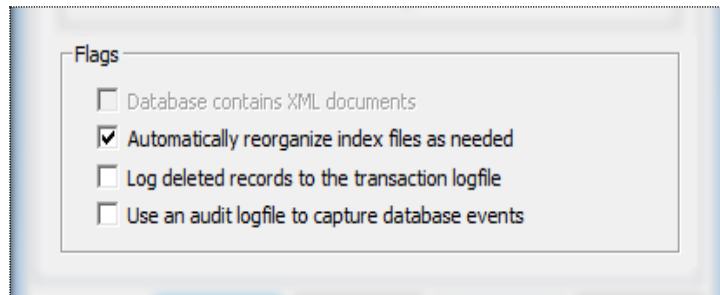 Flags
Database contains XML documents
Automatically reorganize index files as needed
Log deleted records to the transaction logfile
Use an audit logfile to capture database events